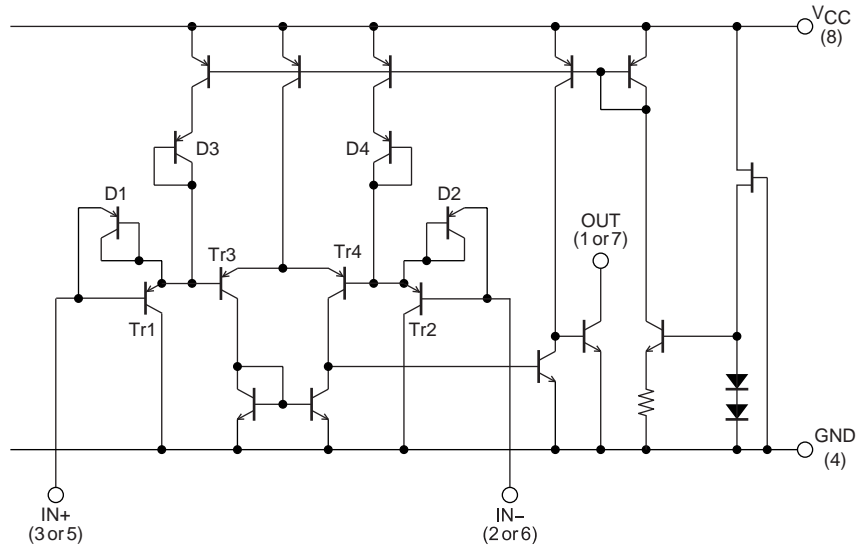 VCC
(8)
D3
D4
D1
D2
OUT
(1 or 7)
Tr3
Tr4
Tr1
Tr2
GND
(4)
IN+
(3 or 5)
IN−
(2 or 6)